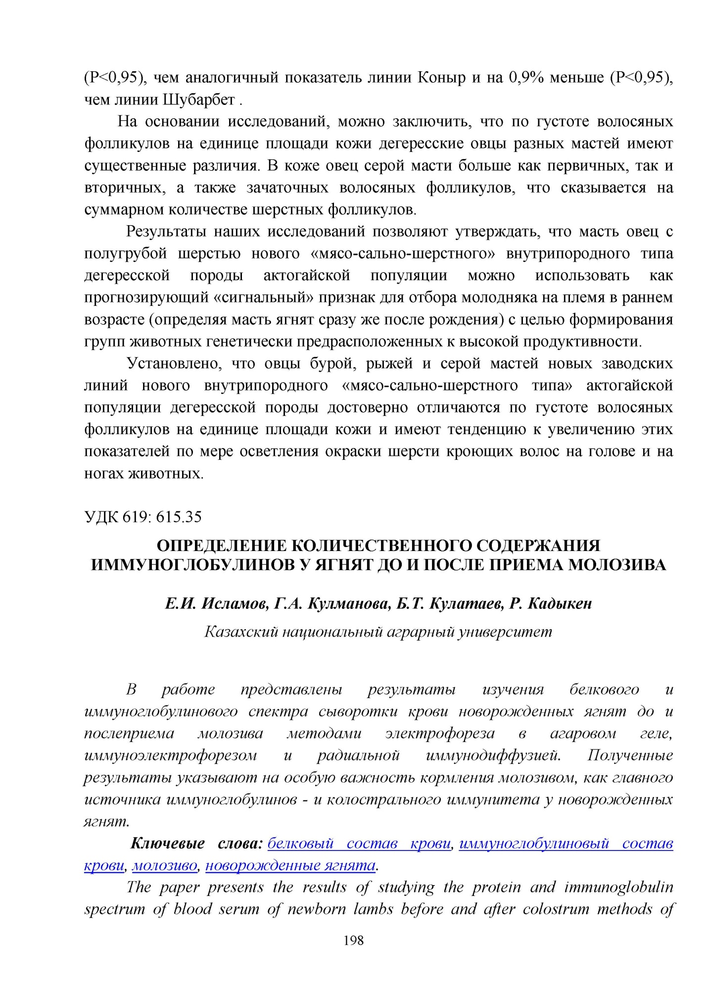 (Р<0,95), чем аналогичный показатель линии Коныр и на 0,9% меньше (Р<0,95),
чем линии Шубарбет .
На основании исследований, можно заключить, что по густоте волосяных
фолликулов на единице площади кожи дегересские овцы разных мастей имеют
существенные различия. В коже овец серой масти больше как первичных, так и
вторичных, а также зачаточных волосяных фолликулов, что сказывается на
суммарном количестве шерстных фолликулов.
Результаты наших исследований позволяют утверждать, что масть овец с
полугрубой шерстью нового «мясо-сально-шерстного» внутрипородного типа
дегересской породы актогайской популяции можно использовать как
прогнозирующий «сигнальный» признак для отбора молодняка на племя в раннем
возрасте (определяя масть ягнят сразу же после рождения) с целью формирования
групп животных генетически предрасположенных к высокой продуктивности.
Установлено, что овцы бурой, рыжей и серой мастей новых заводских
линий нового внутрипородного «мясо-сально-шерстного типа» актогайской
популяции дегересской породы достоверно отличаются по густоте волосяных
фолликулов на единице площади кожи и имеют тенденцию к увеличению этих
показателей по мере осветления окраски шерсти кроющих волос на голове и на
ногах животных.
УДК 619: 615.35
ОПРЕДЕЛЕНИЕ КОЛИЧЕСТВЕННОГО СОДЕРЖАНИЯ
ИММУНОГЛОБУЛИНОВ У ЯГНЯТ ДО И ПОСЛЕ ПРИЕМА МОЛОЗИВА
Е.И. Исламов, Г.А. Кулманова, Б.Т. Кулатаев, Р. Кадыкен
Казахский национальный аграрный университет
В работе представлены результаты изучения белкового и
иммуноглобулинового спектра сыворотки крови новорожденных ягнят до и
послеприема молозива методами электрофореза в агаровом геле,
иммуноэлектрофорезом и радиальной иммунодиффузией. Полученные
результаты указывают на особую важность кормления молозивом, как главного
источника иммуноглобулинов - и колострального иммунитета у новорожденных
ягнят.
Ключевые слова: белковый состав крови, иммуноглобулиновый состав
крови, молозиво, новорожденные ягнята.
The paper presents the results of studying the protein and immunoglobulin
spectrum of blood serum of newborn lambs before and after colostrum methods of
198